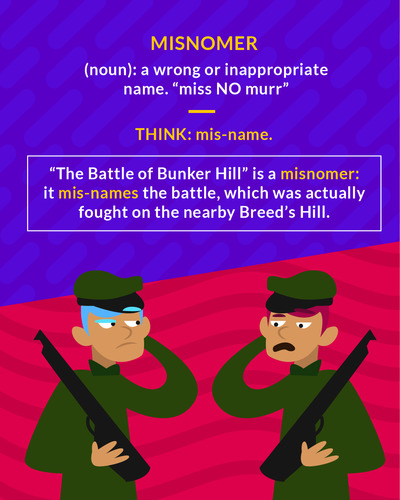 MISNOMER
(noun): a wrong or inappropriate
name. “miss NO murr”
THINK: mis-name.
“The Battle of Bunker Hill” is a misnomer:
it mis-names the battle, which was actually
fought on the nearby Breed’s Hill.